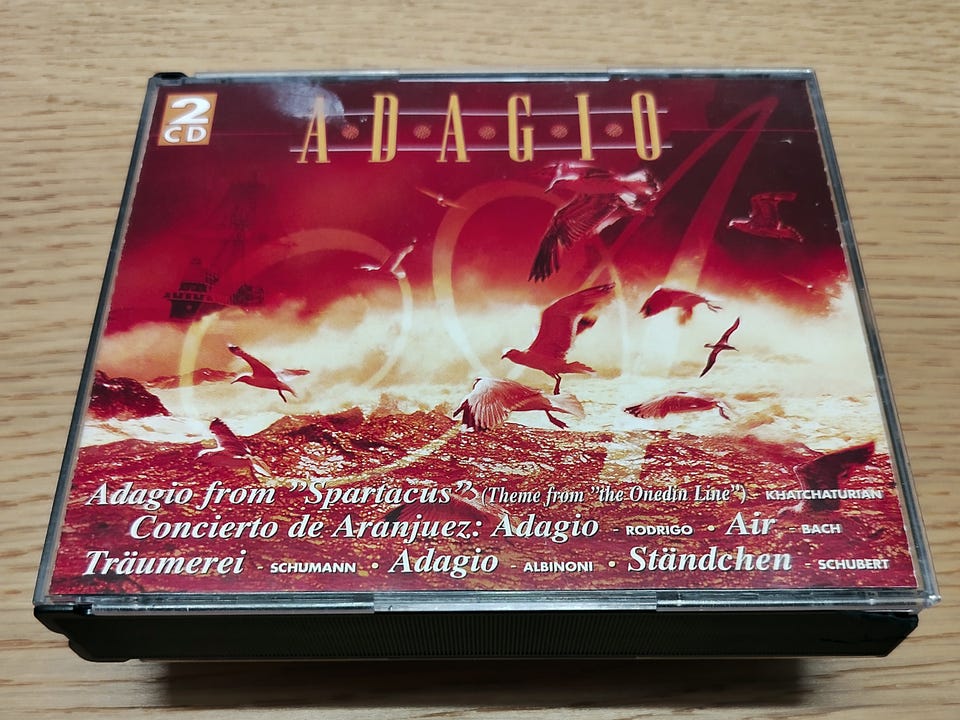 2
CD
ADAGIO
Adagio from "Spartacus" (Theme from "the Onedin Line") - KHATCHATURIAN
Concierto de Aranjuez: Adagio - RODRIGO • Air - BACH
Träumerei - SCHUMANN • Adagio - ALBINONI • Ständchen - SCHUBERT